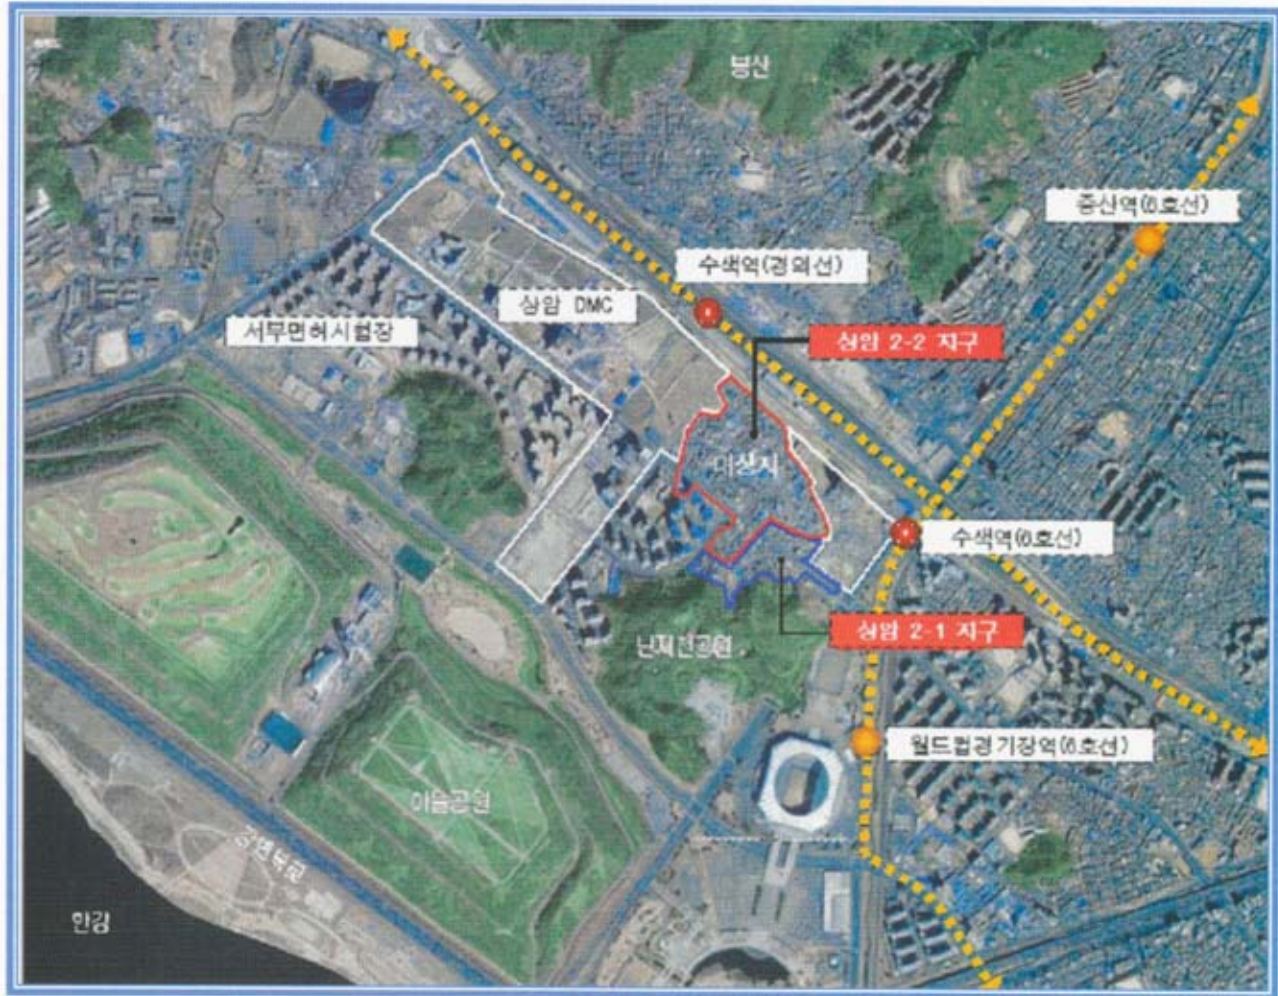 봉산
증산역(6호선)
수색역(경의선)
상암 DMC
서부면허시험장
상암 2-2 지구
대상지
수색역(6호선)
상암 2-1 지구
난지천공원
월드컵경기장역(6호선)
하늘공원
강변북로
한강